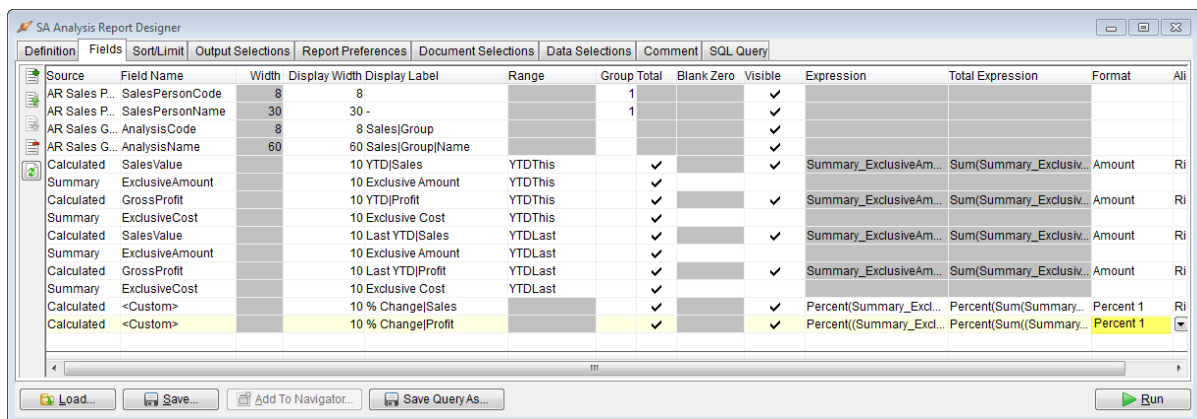 SA Analysis Report Designer
Definition Fields Sort/Limit Output Selections Report Preferences Document Selections Data Selections Comment SQL Query
Source Field Name Width Display Width Display Label Range Group Total Blank Zero Visible Expression Total Expression Format Ali
AR Sales P... SalesPersonCode 8 8 1
AR Sales P... SalesPersonName 30 30 - 1
AR Sales G... AnalysisCode 8 8 Sales|Group
AR Sales G... AnalysisName 60 60 Sales|Group|Name
Calculated SalesValue 10 YTD|Sales YTDThis Summary_ExclusiveAm... Sum(Summary_Exclusiv... Amount Ri
Summary ExclusiveAmount 10 Exclusive Amount YTDThis
Calculated GrossProfit 10 YTD|Profit YTDThis Summary_ExclusiveAm... Sum(Summary_Exclusiv... Amount Ri
Summary ExclusiveCost 10 Exclusive Cost YTDThis
Calculated SalesValue 10 Last YTD|Sales YTDLast Summary_ExclusiveAm... Sum(Summary_Exclusiv... Amount Ri
Summary ExclusiveAmount 10 Exclusive Amount YTDLast
Calculated GrossProfit 10 Last YTD|Profit YTDLast Summary_ExclusiveAm... Sum(Summary_Exclusiv... Amount Ri
Summary ExclusiveCost 10 Exclusive Cost YTDLast
Calculated <Custom> 10 % Change|Sales Percent(Summary_Excl... Percent(Sum(Summary... Percent 1 Ri
Calculated <Custom> 10 % Change|Profit Percent((Summary_Excl... Percent(Sum((Summary... Percent 1
Load... Save... Add To Navigator... Save Query As... Run